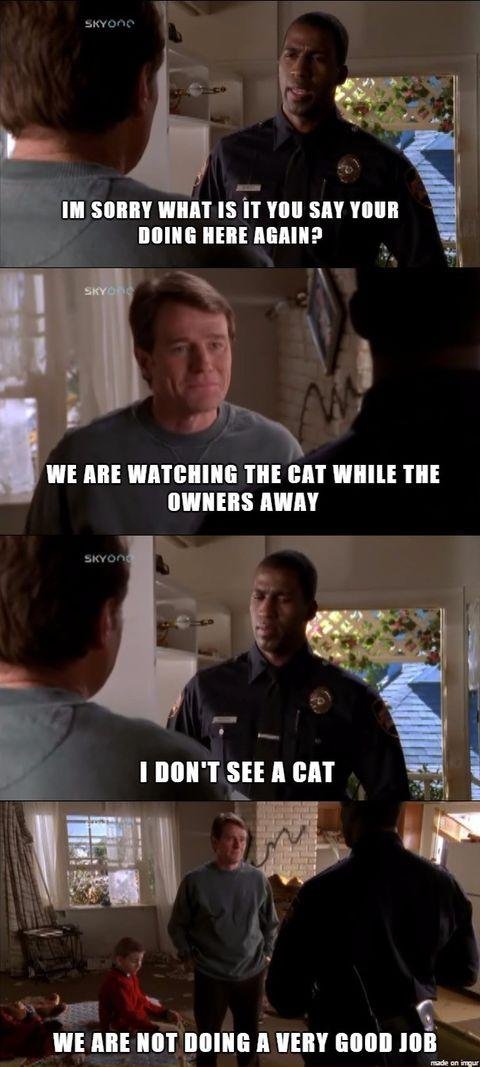 SKYONE
IM SORRY WHAT IS IT YOU SAY YOUR
DOING HERE AGAIN?
SKYONE
WE ARE WATCHING THE CAT WHILE THE
OWNERS AWAY
SKYONE
I DON'T SEE A CAT
WE ARE NOT DOING A VERY GOOD JOB
made on imgur